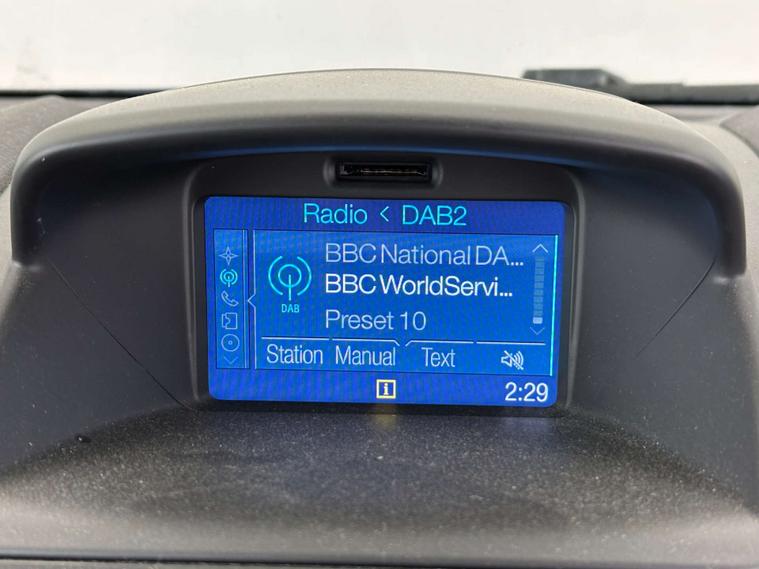 Radio < DAB2
BBC National DA...
DAB
BBC WorldServi...
Preset 10
Station Manual Text
i 2:29